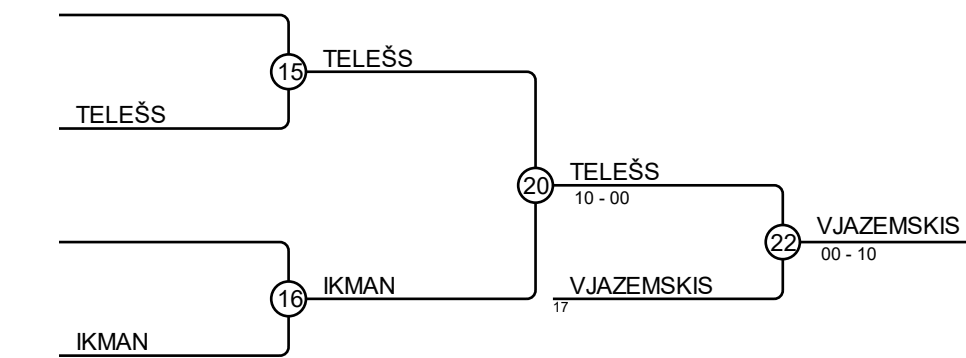 15
TELEŠS
TELEŠS
20
TELEŠS
10 - 00
22
VJAZEMSKIS
00 - 10
16
IKMAN
VJAZEMSKIS
17
IKMAN